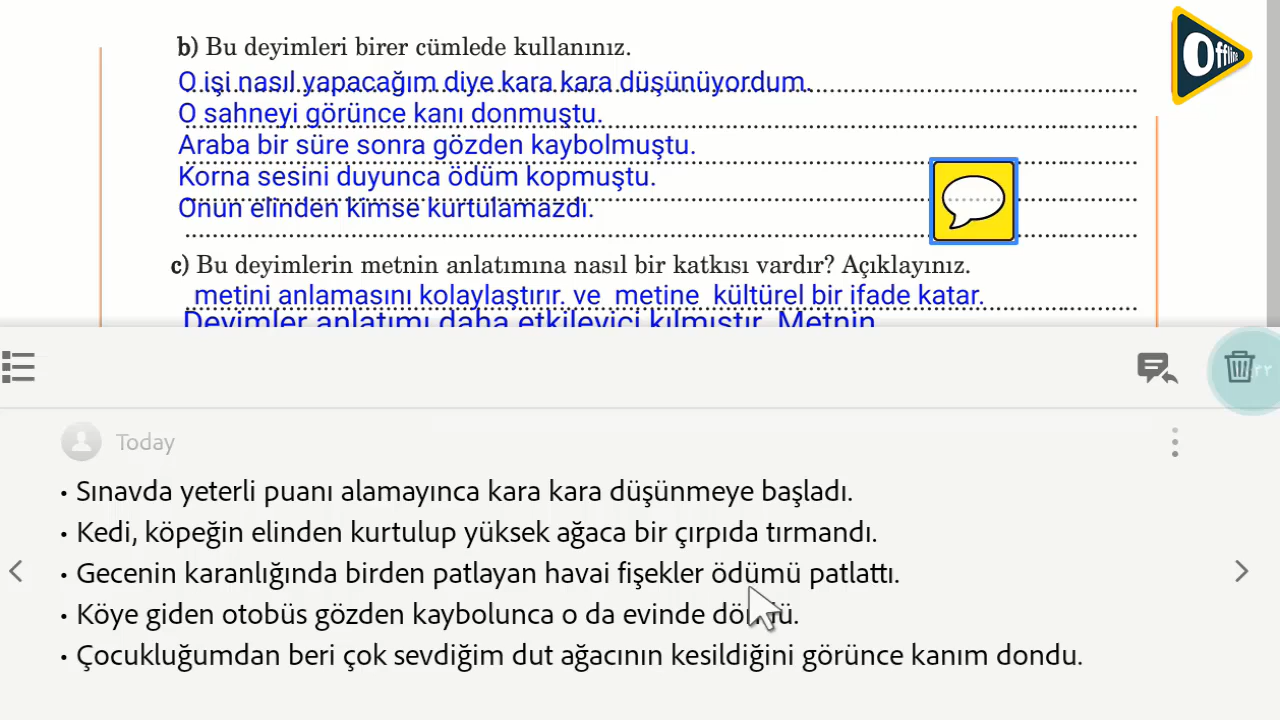 b) Bu deyimleri birer cümlede kullanınız.
O işi nasıl yapacağım diye kara kara düşünüyordum.
O sahneyi görünce kanı donmuştu.
Araba bir süre sonra gözden kaybolmuştu.
Korna sesini duyunca ödüm kopmuştu.
Onun elinden kimse kurtulamazdı.
c) Bu deyimlerin metnin anlatımına nasıl bir katkısı vardır? Açıklayınız.
metini anlamasını kolaylaştırır. ve metine kültürel bir ifade katar.
Deyimler anlatımı daha etkileyici kılmıştır. Metnin
Offline
Today
• Sınavda yeterli puanı alamayınca kara kara düşünmeye başladı.
• Kedi, köpeğin elinden kurtulup yüksek ağaca bir çırpıda tırmandı.
• Gecenin karanlığında birden patlayan havai fişekler ödümü patlattı.
• Köye giden otobüs gözden kaybolunca o da evinde döndü.
• Çocukluğumdan beri çok sevdiğim dut ağacının kesildiğini görünce kanım dondu.